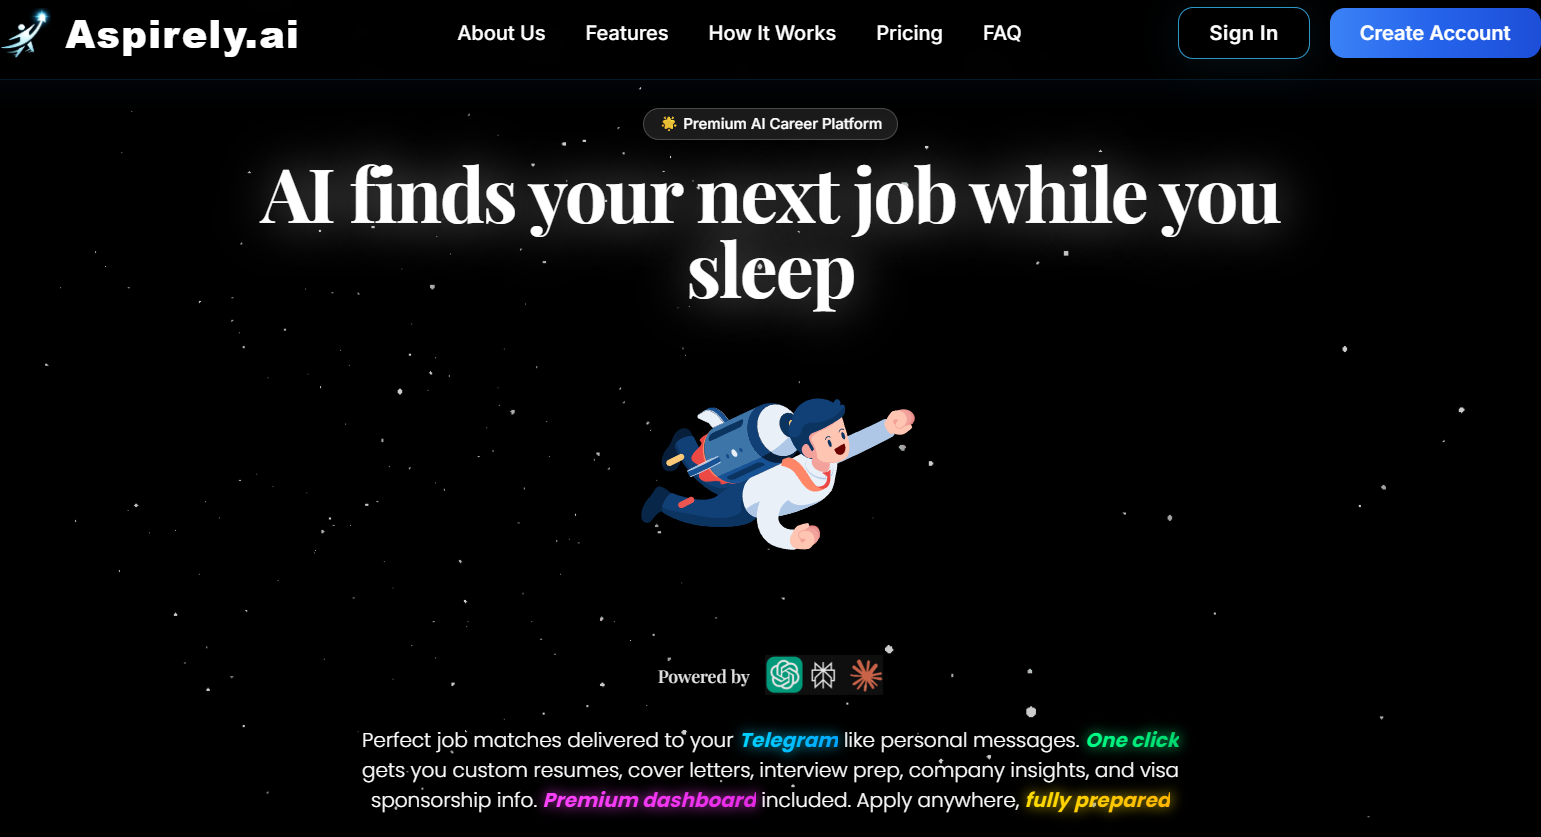 Aspirely.ai
About Us
Features
How It Works
Pricing
FAQ
Sign In
Create Account
Premium AI Career Platform
AI finds your next job while you
sleep
Powered by
Perfect job matches delivered to your Telegram like personal messages. One click
gets you custom resumes, cover letters, interview prep, company insights, and visa
sponsorship info. Premium dashboard included. Apply anywhere, fully prepared